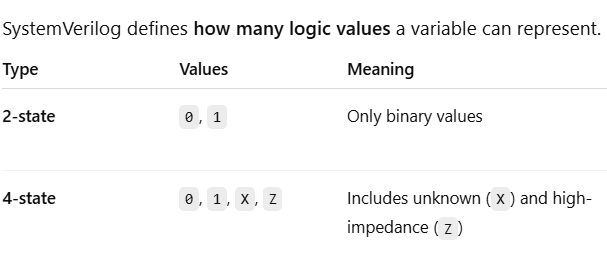 SystemVerilog defines how many logic values a variable can represent.
Type Values Meaning
2-state 0, 1 Only binary values
4-state 0, 1, X, Z Includes unknown (X) and high-
impedance (Z)